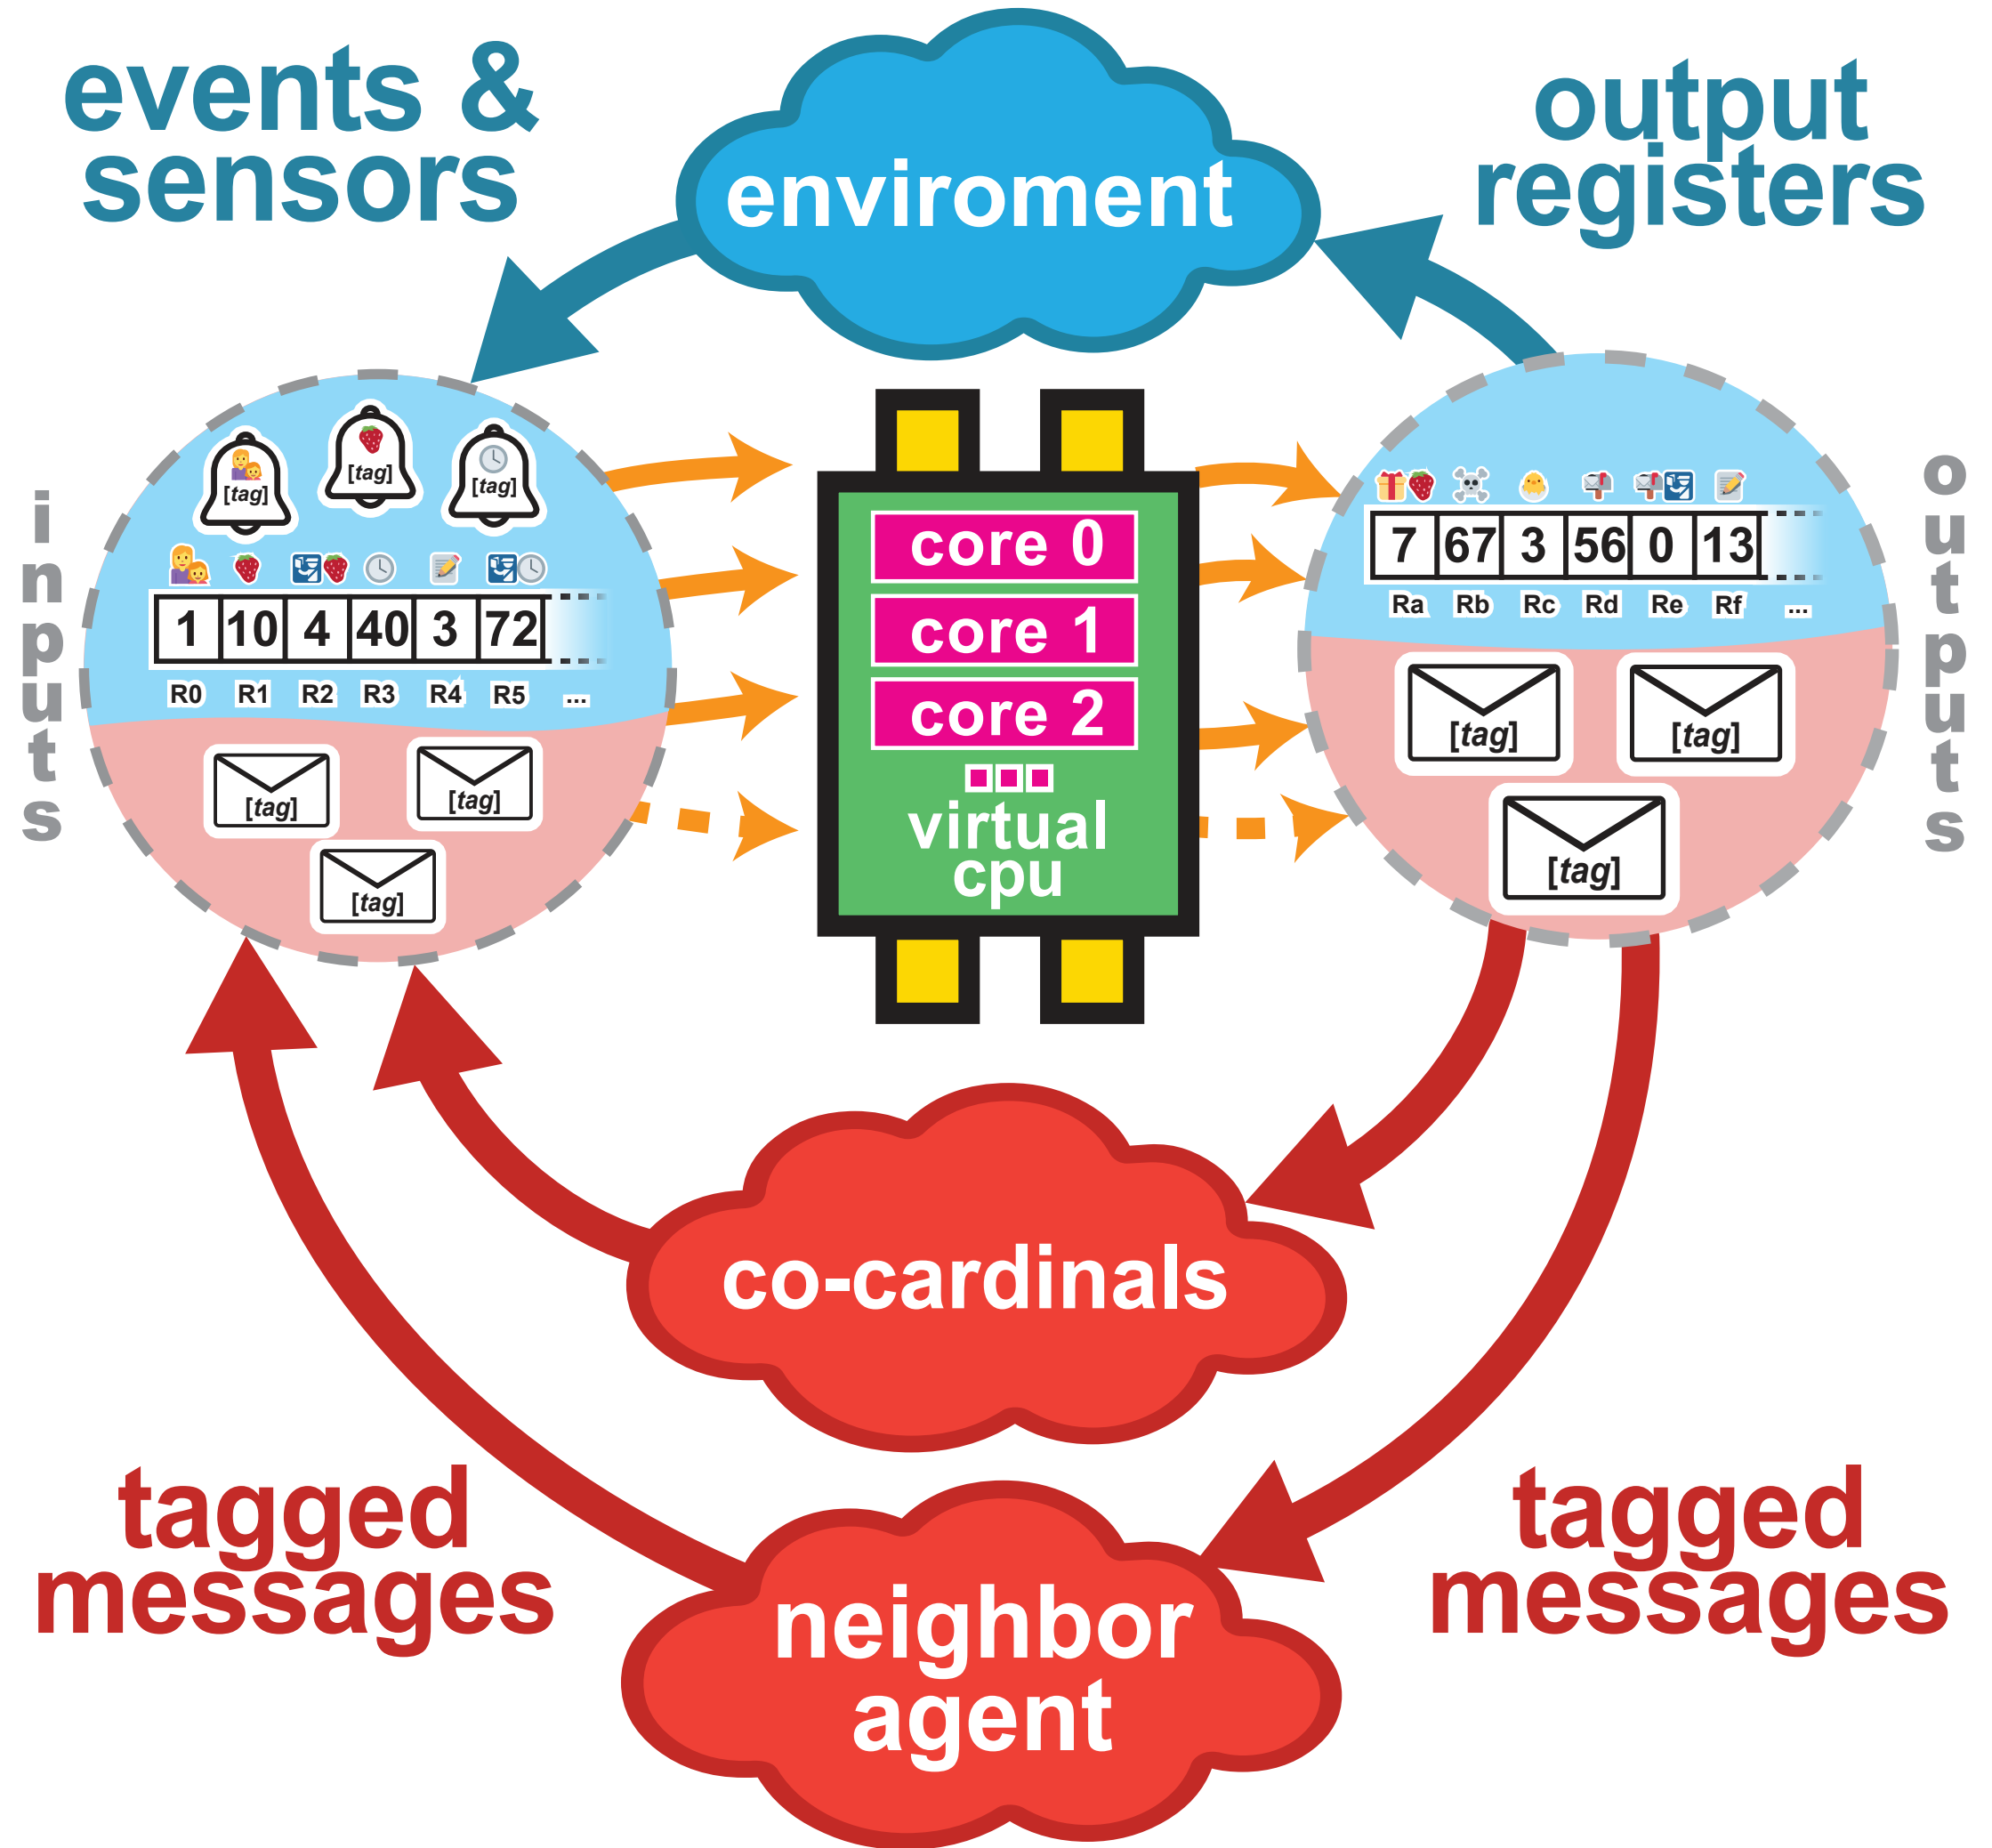 events &
sensors
enviroment
output
registers
inputs
[tag]
[tag]
[tag]
1 10 4 40 3 72
R0 R1 R2 R3 R4 R5 ...
[tag]
[tag]
[tag]
core 0
core 1
core 2
virtual
cpu
7 67 3 56 0 13
Ra Rb Rc Rd Re Rf ...
[tag]
[tag]
[tag]
outputs
co-cardinals
tagged
messages
neighbor
agent
tagged
messages